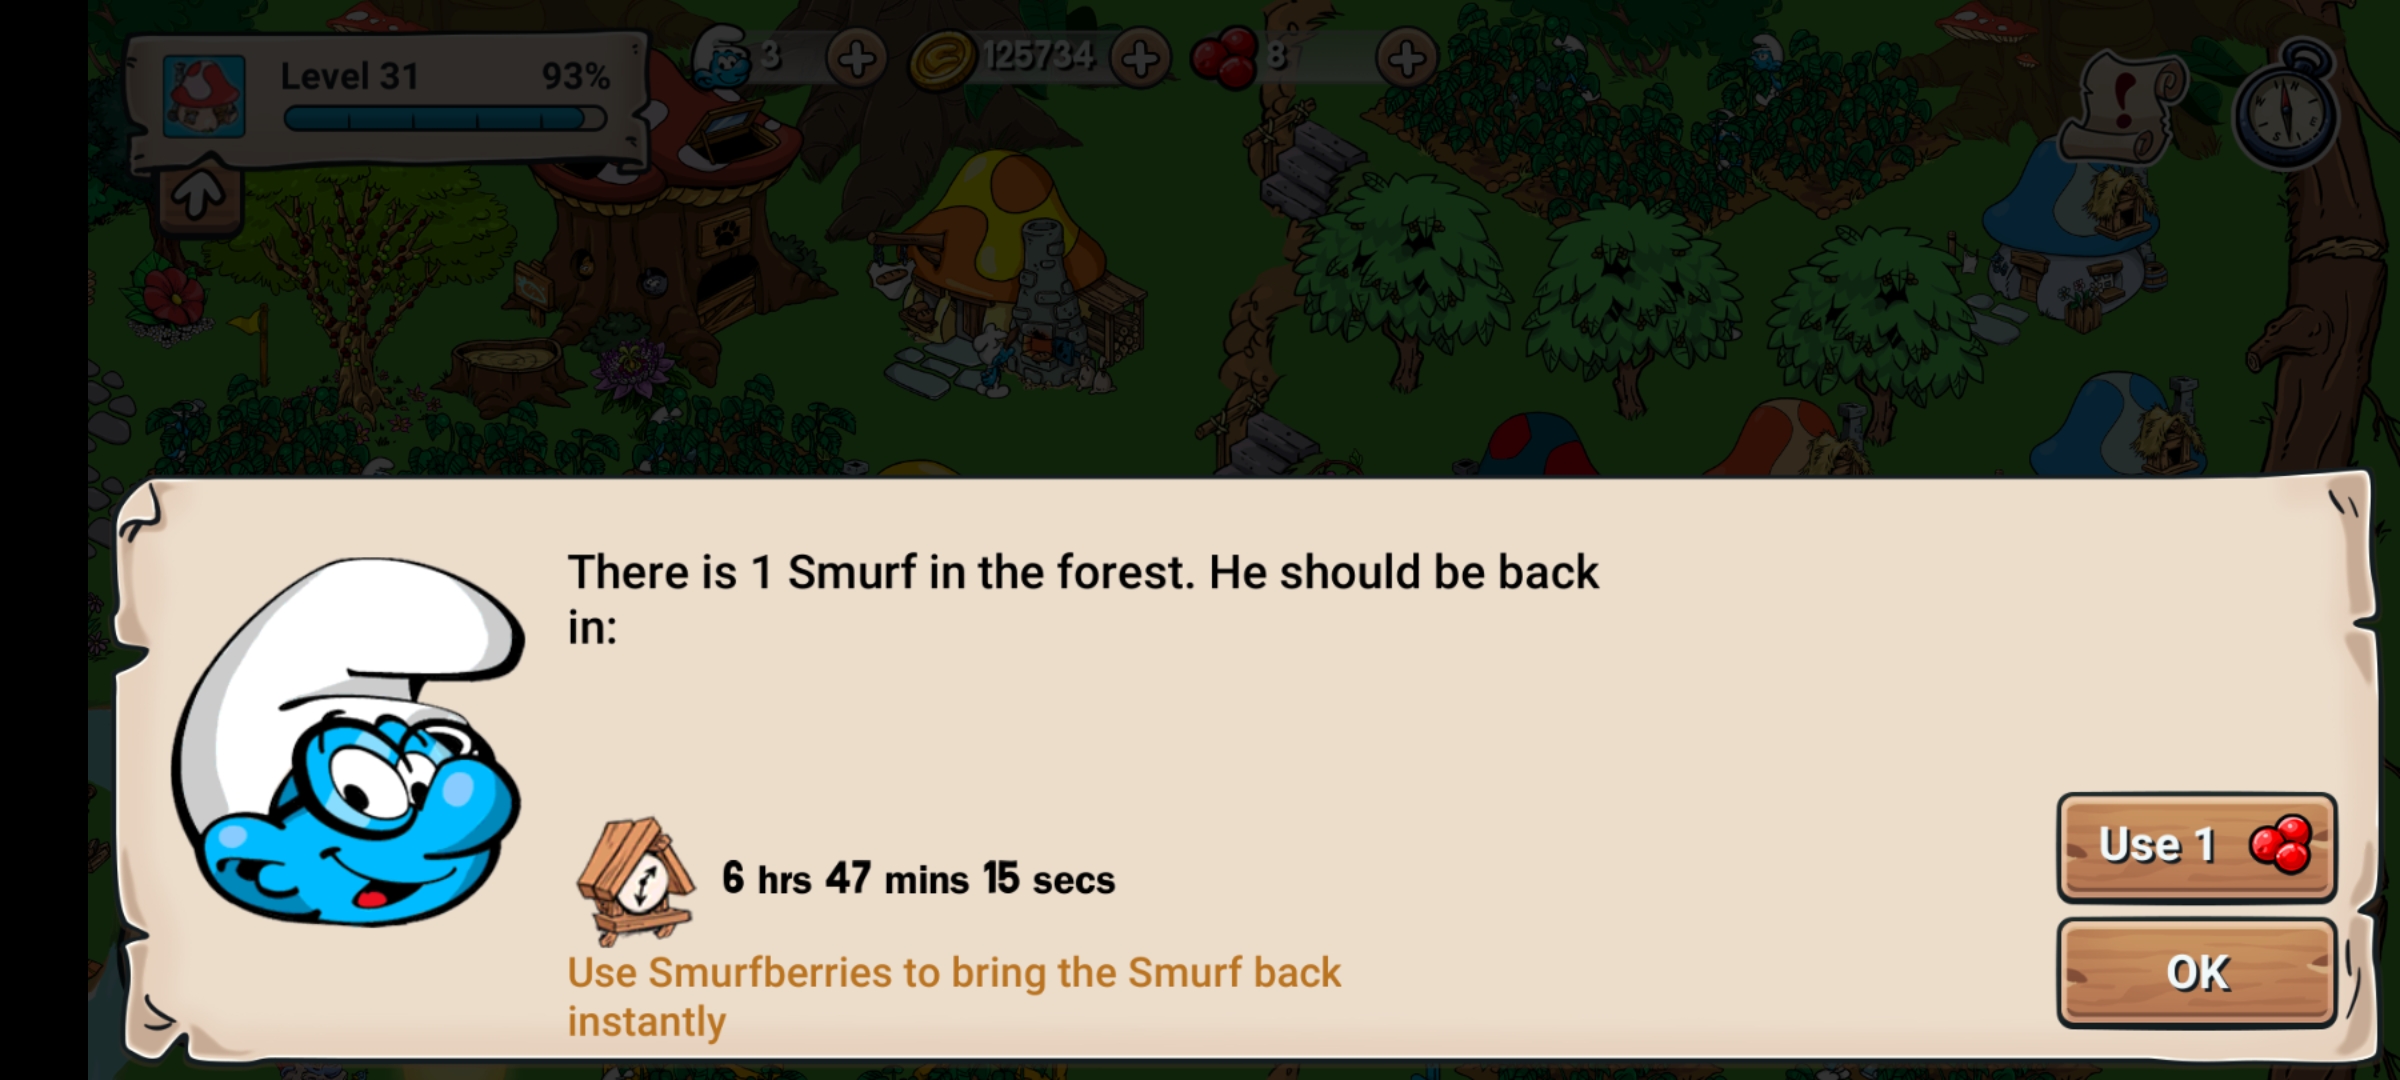 Level 31 93%
3
125734
8
There is 1 Smurf in the forest. He should be back
in:
6 hrs 47 mins 15 secs
Use Smurfberries to bring the Smurf back
instantly
Use 1
OK